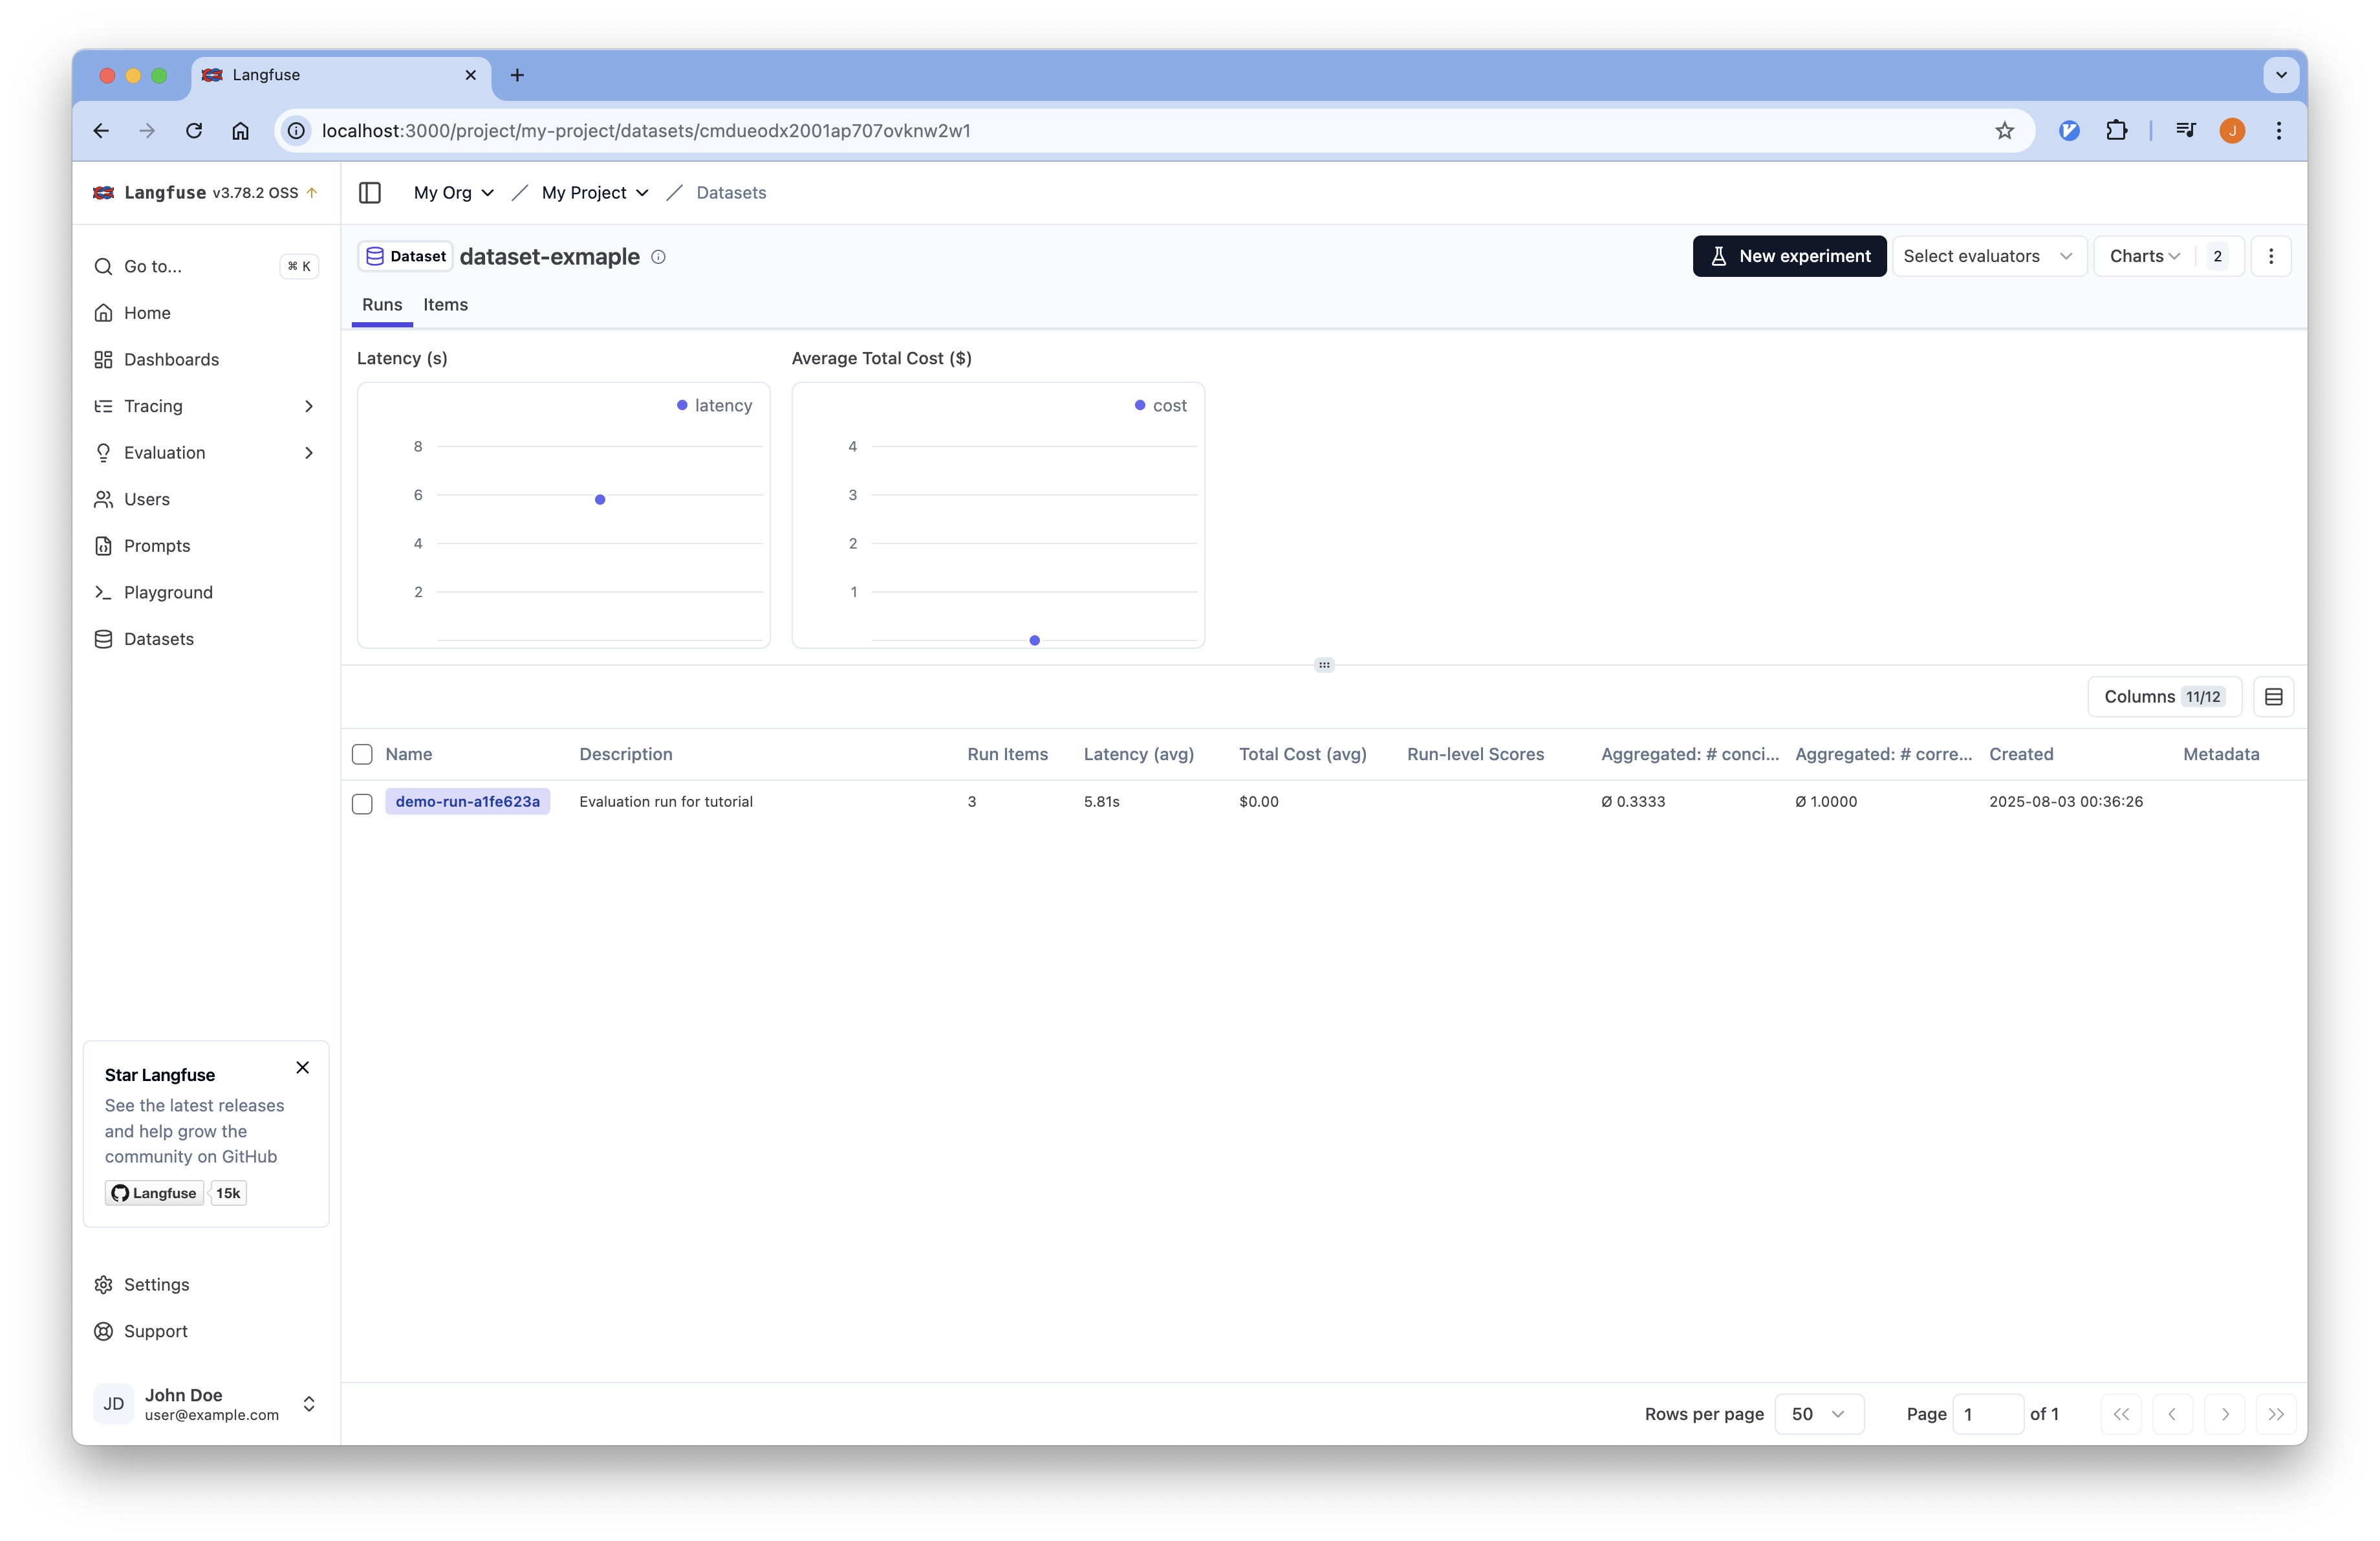 Langfuse
localhost:3000/project/my-project/datasets/cmdueodx2001ap707ovknw2w1
J
Langfuse v3.78.2 OSS
My Org
My Project
Datasets
Go to...
⌘ K
Home
Dashboards
Tracing
Evaluation
Users
Prompts
Playground
Datasets
Star Langfuse
See the latest releases
and help grow the
community on GitHub
Langfuse 15k
Settings
Support
JD
John Doe
user@example.com
Dataset dataset-exmaple
New experiment
Select evaluators
Charts 2
Runs Items
Latency (s)
latency
8
6
4
2
Average Total Cost ($)
cost
4
3
2
1
Columns 11/12
Name Description Run Items Latency (avg) Total Cost (avg) Run-level Scores Aggregated: # conci... Aggregated: # corre... Created Metadata
demo-run-a1fe623a Evaluation run for tutorial 3 5.81s $0.00 Ø 0.3333 Ø 1.0000 2025-08-03 00:36:26
Rows per page 50 Page 1 of 1